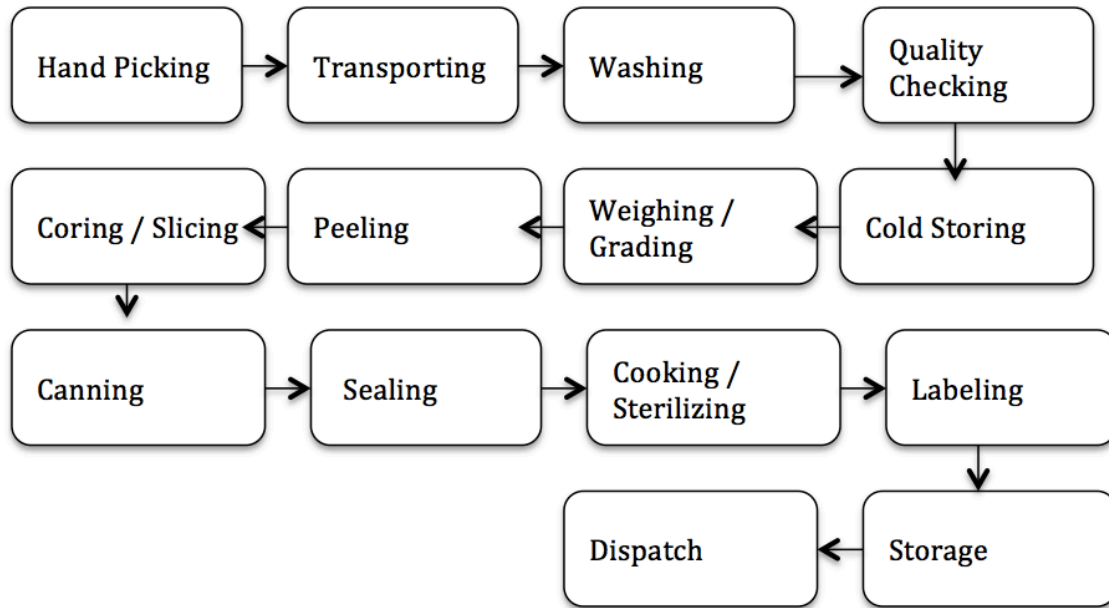 Hand Picking
Transporting
Washing
Quality
Checking
Cold Storing
Weighing /
Grading
Peeling
Coring / Slicing
Canning
Sealing
Cooking /
Sterilizing
Labeling
Storage
Dispatch